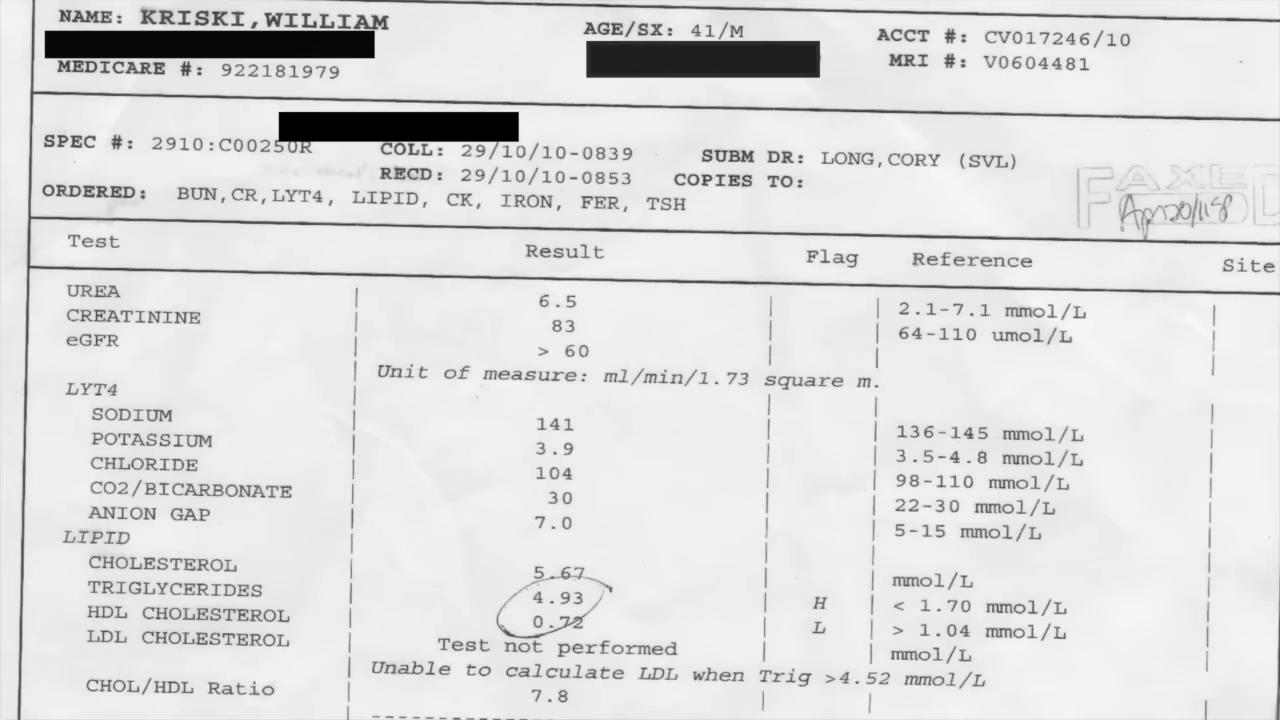 NAME: KRISKI,WILLIAM AGE/SX: 41/M ACCT #: CV017246/10
MEDICARE #: 922181979 MRI #: V0604481
SPEC #: 2910:C00250R COLL: 29/10/10-0839 SUBM DR: LONG,CORY (SVL)
RECD: 29/10/10-0853 COPIES TO:
ORDERED: BUN,CR,LYT4, LIPID, CK, IRON, FER, TSH
FAXED
Test Result Flag Reference Site
UREA 6.5 2.1-7.1 mmol/L
CREATININE 83 64-110 umol/L
eGFR > 60
Unit of measure: ml/min/1.73 square m.
LYT4
SODIUM 141 136-145 mmol/L
POTASSIUM 3.9 3.5-4.8 mmol/L
CHLORIDE 104 98-110 mmol/L
CO2/BICARBONATE 30 22-30 mmol/L
ANION GAP 7.0 5-15 mmol/L
LIPID
CHOLESTEROL 5.67 mmol/L
TRIGLYCERIDES 4.93 H < 1.70 mmol/L
HDL CHOLESTEROL 0.72 L > 1.04 mmol/L
LDL CHOLESTEROL Test not performed mmol/L
Unable to calculate LDL when Trig >4.52 mmol/L
CHOL/HDL Ratio 7.8